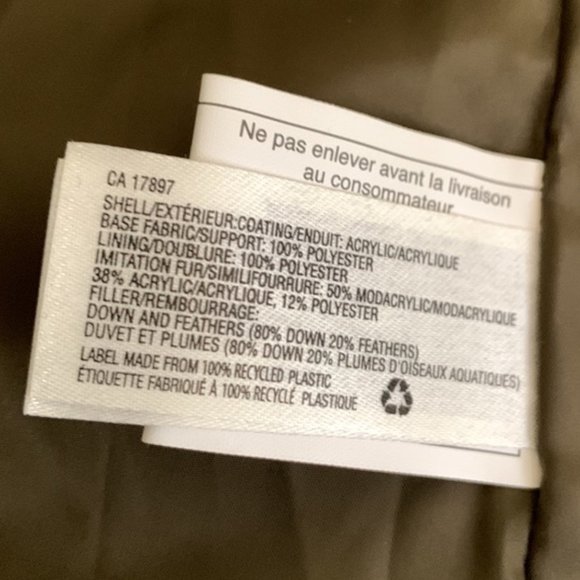 Ne pas enlever avant la livraison
au consommateur
CA 17897
SHELL/EXTÉRIEUR:COATING/ENDUIT: ACRYLIC/ACRYLIQUE
BASE FABRIC/SUPPORT: 100% POLYESTER
LINING/DOUBLURE: 100% POLYESTER
IMITATION FUR/SIMILIFOURRURE: 50% MODACRYLIC/MODACRYLIQUE
38% ACRYLIC/ACRYLIQUE, 12% POLYESTER
FILLER/REMBOURRAGE:
DOWN AND FEATHERS (80% DOWN 20% FEATHERS)
DUVET ET PLUMES (80% DOWN 20% PLUMES D'OISEAUX AQUATIQUES)
LABEL MADE FROM 100% RECYCLED PLASTIC
ÉTIQUETTE FABRIQUÉ À 100% RECYCLÉ PLASTIQUE